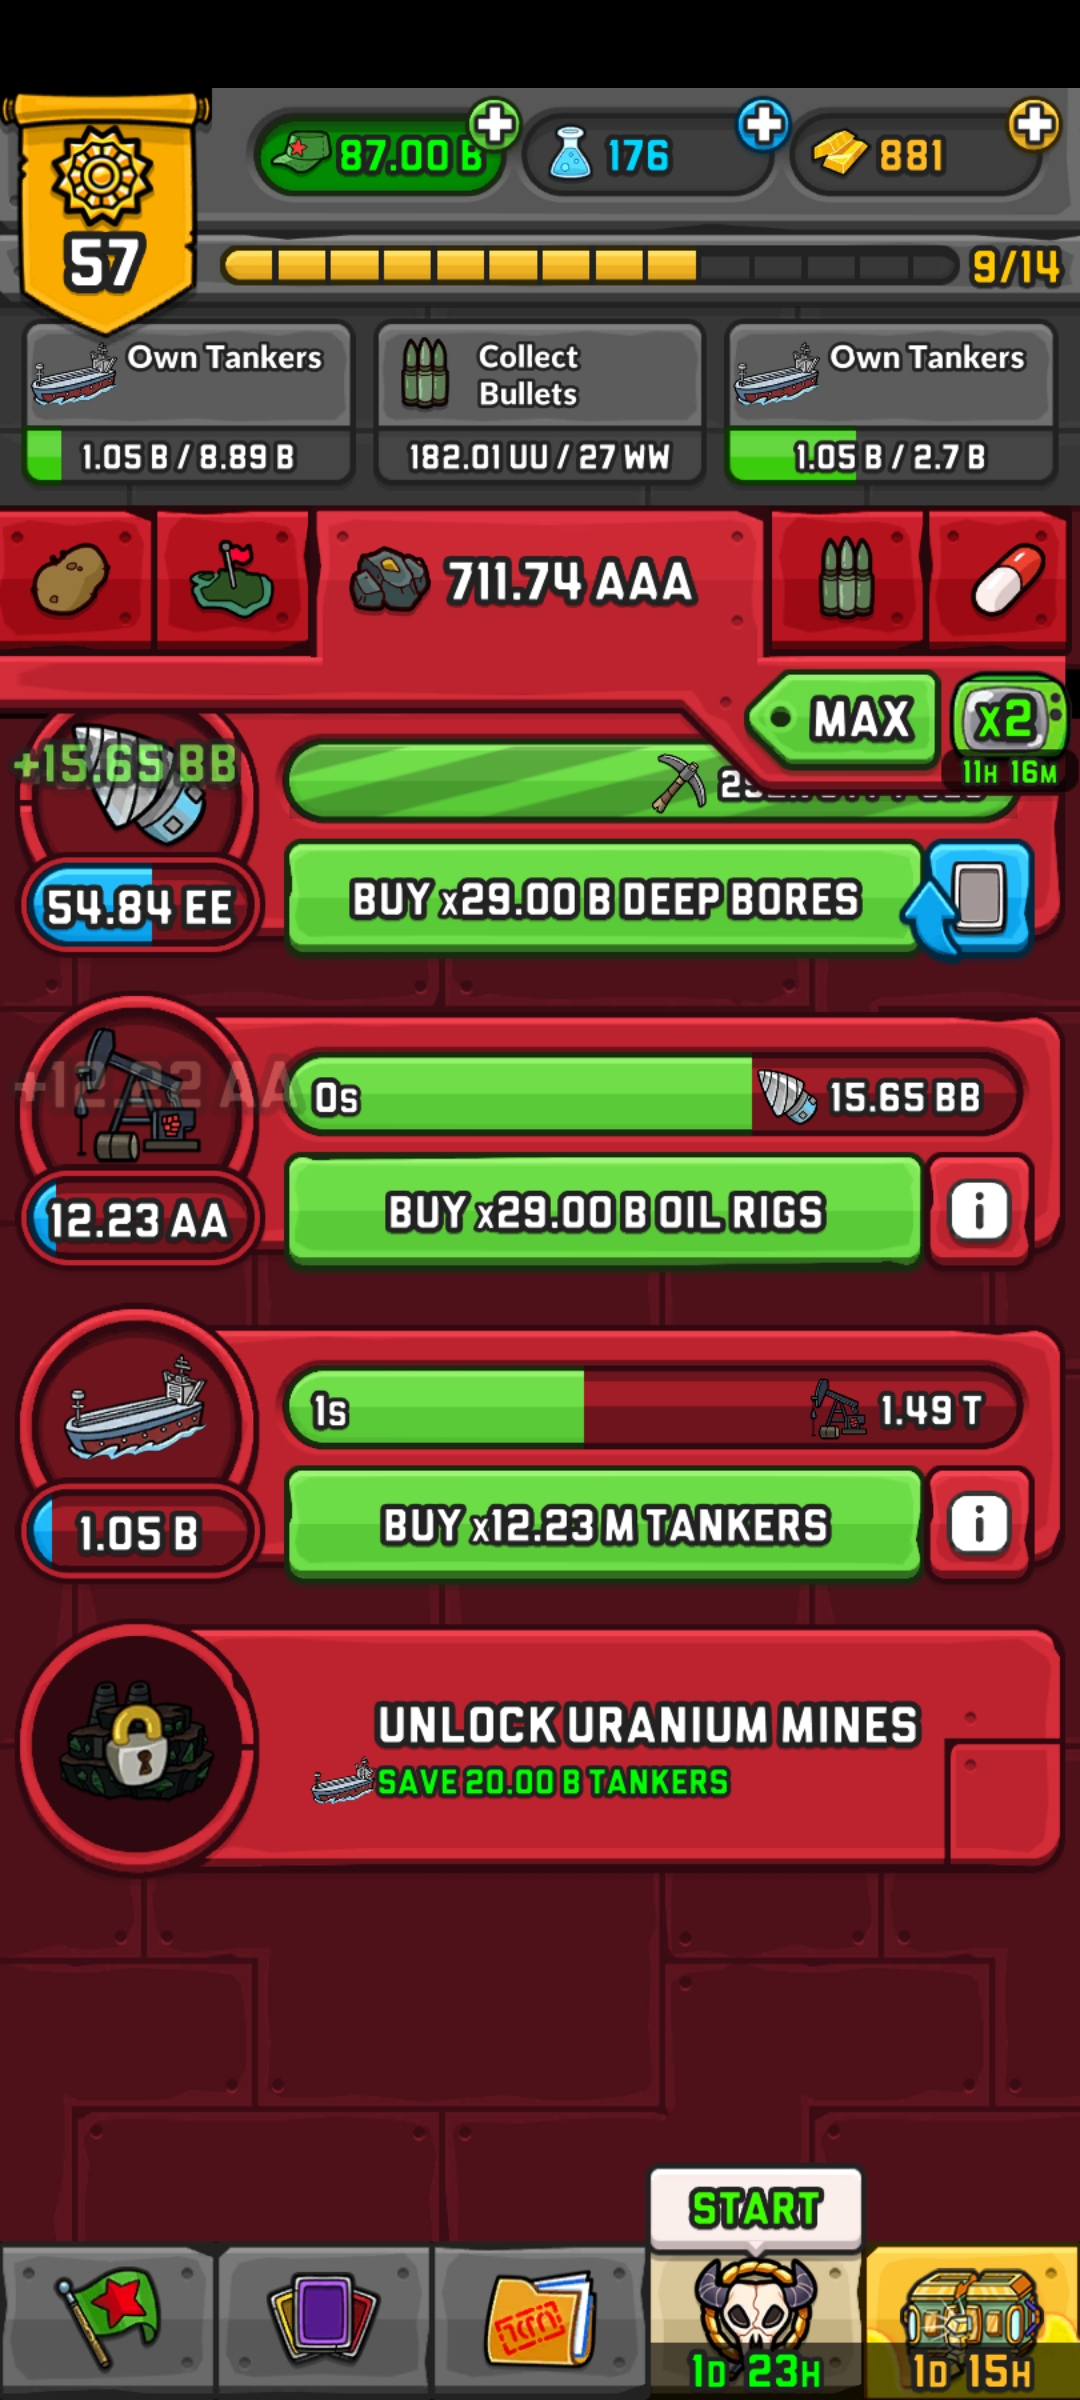 87.00 B
176
881
57
9/14
Own Tankers
1.05 B / 8.89 B
Collect
Bullets
182.01 UU / 27 WW
Own Tankers
1.05 B / 2.7 B
711.74 AAA
MAX
x2
11H 16M
+15.65 BB
54.84 EE
BUY x29.00 B DEEP BORES
+12.22 AA
0s
15.65 BB
12.23 AA
BUY x29.00 B OIL RIGS
i
1s
1.49 T
1.05 B
BUY x12.23 M TANKERS
i
UNLOCK URANIUM MINES
SAVE 20.00 B TANKERS
START
1D 23H
1D 15H